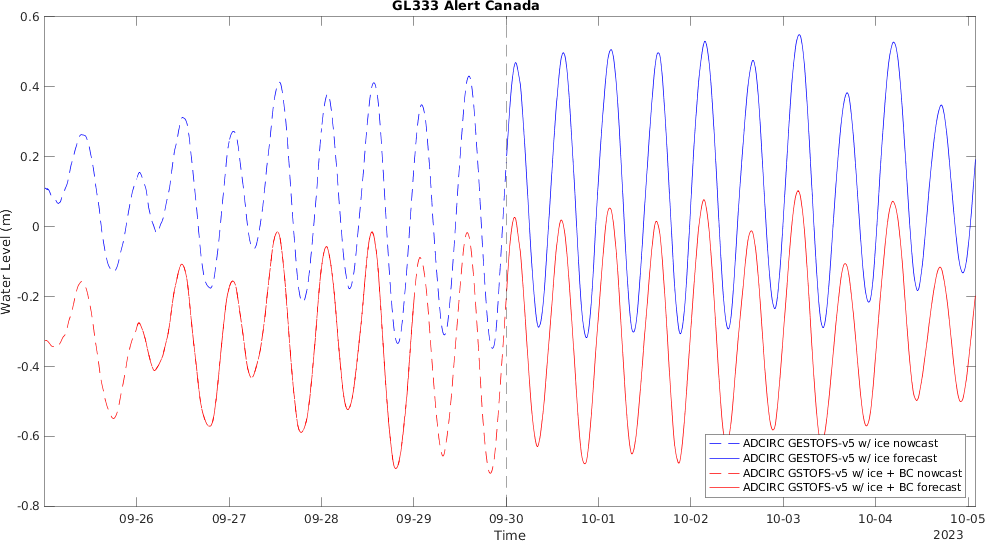 GL333 Alert Canada
0.6
0.4
0.2
0
-0.2
-0.4
-0.6
-0.8
Water Level (m)
ADCIRC GESTOFS-v5 w/ ice nowcast
ADCIRC GESTOFS-v5 w/ ice forecast
ADCIRC GSTOFS-v5 w/ ice + BC nowcast
ADCIRC GSTOFS-v5 w/ ice + BC forecast
09-26 09-27 09-28 09-29 09-30 10-01 10-02 10-03 10-04 10-05
Time
2023